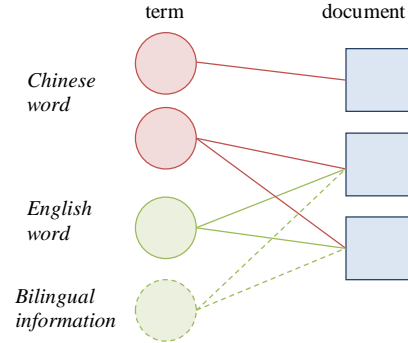 term document
Chinese
word
English
word
Bilingual
information